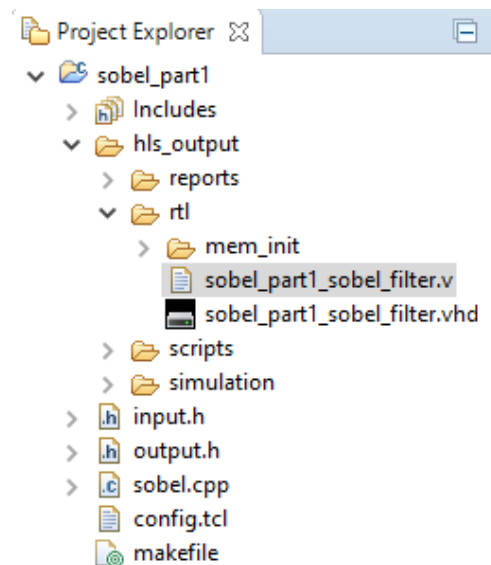 Project Explorer
sobel_part1
Includes
hls_output
reports
rtl
mem_init
sobel_part1_sobel_filter.v
sobel_part1_sobel_filter.vhd
scripts
simulation
.h input.h
.h output.h
.c sobel.cpp
config.tcl
makefile